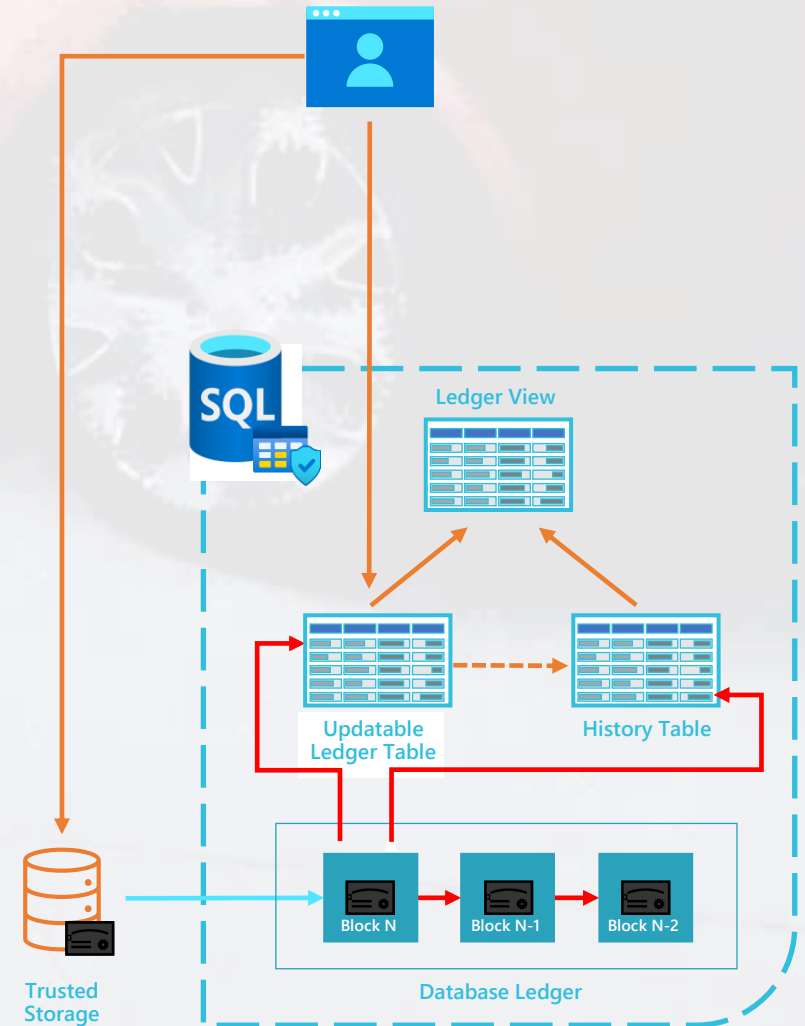 SQL
Ledger View
Updatable
Ledger Table
History Table
Block N
Block N-1
Block N-2
Database Ledger
Trusted
Storage